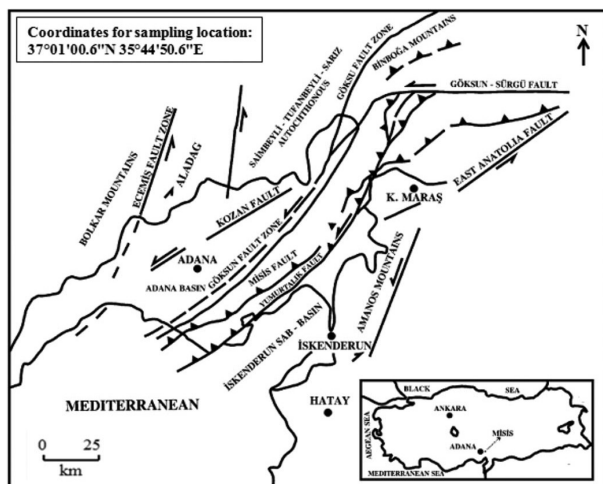 Coordinates for sampling location:
37°01'00.6"N 35°44'50.6"E
N
BİNBOĞA MOUNTAINS
GÖKSU FAULT ZONE
SAIMBEYLİ - TUFANBEYLİ - SARIZ
AUTOCHTHONOUS
GÖKSUN - SÜRGÜ FAULT
EAST ANATOLIA FAULT
ECEMİŞ FAULT ZONE
ALADAG
BOLKAR MOUNTAINS
KOZAN FAULT
K. MARAŞ
ADANA
ADANA BASIN
GÖKSUN FAULT ZONE
MISIS FAULT
YUMURTALIK FAULT
AMANOS MOUNTAINS
İSKENDERUN SAB - BASIN
İSKENDERUN
MEDITERRANEAN
HATAY
0 25
km
BLACK SEA
ANKARA
AEGEAN SEA
MİSİS
ADANA
MEDITERRANEAN SEA